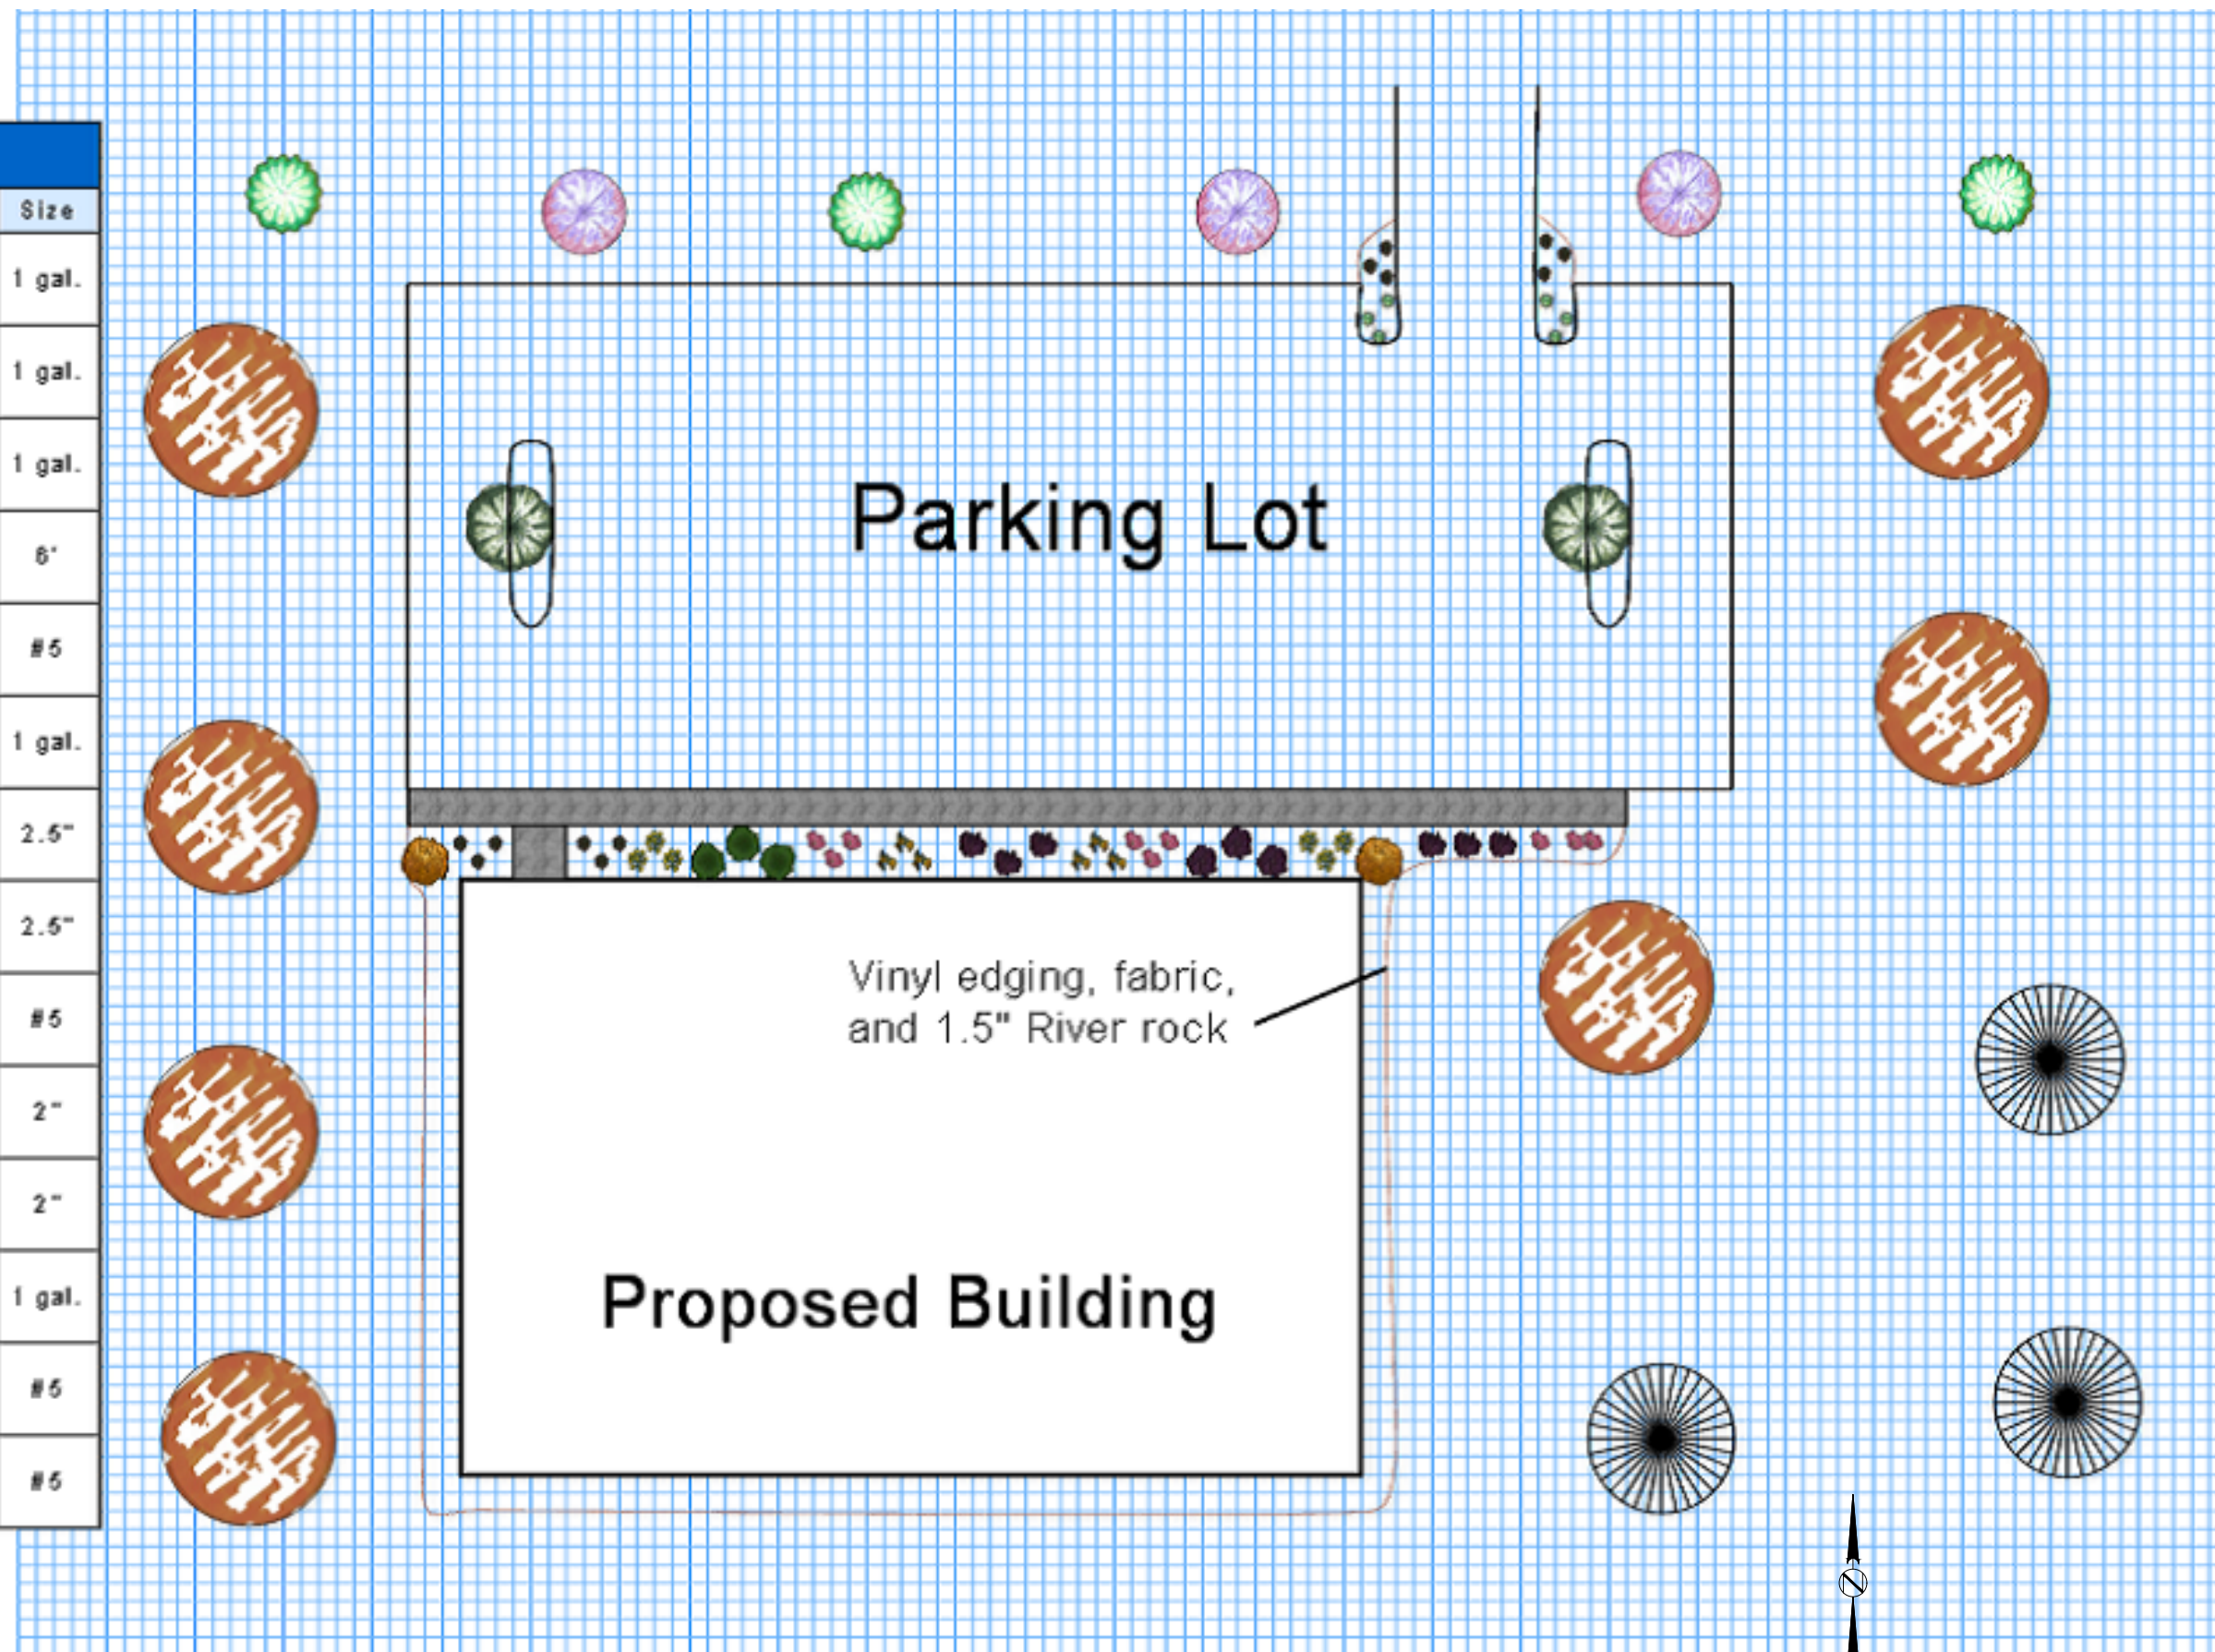 Size
1 gal.
1 gal.
1 gal.
6'
#5
1 gal.
2.5"
2.5"
#5
2"
2"
1 gal.
#5
#5
Parking Lot
Vinyl edging, fabric,
and 1.5" River rock
Proposed Building